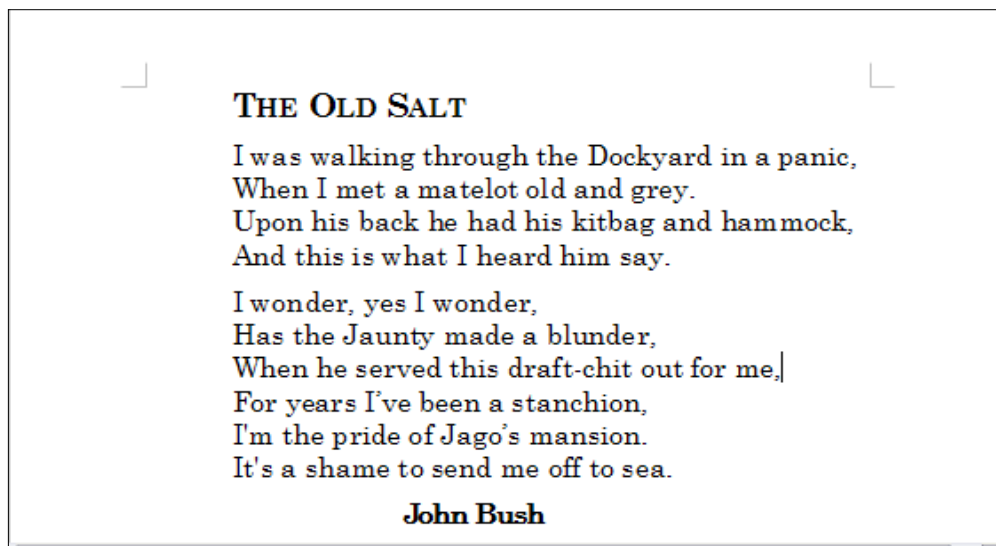 THE OLD SALT
I was walking through the Dockyard in a panic,
When I met a matelot old and grey.
Upon his back he had his kitbag and hammock,
And this is what I heard him say.
I wonder, yes I wonder,
Has the Jaunty made a blunder,
When he served this draft-chit out for me,
For years I’ve been a stanchion,
I'm the pride of Jago’s mansion.
It's a shame to send me off to sea.
John Bush